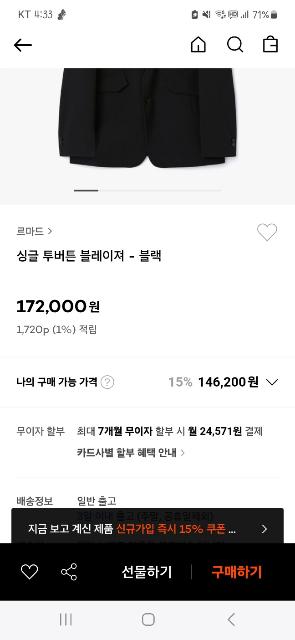 KT 4:33 71%
르마드 >
싱글 투버튼 블레이져 - 블랙
172,000원
1,720p (1%) 적립
나의 구매 가능 가격 ? 15% 146,200원
무이자 할부 최대 7개월 무이자 할부 시 월 24,571원 결제
카드사별 할부 혜택 안내 >
배송정보 일반 출고
지금 보고 계신 제품 신규가입 즉시 15% 쿠폰 ... >
선물하기 구매하기